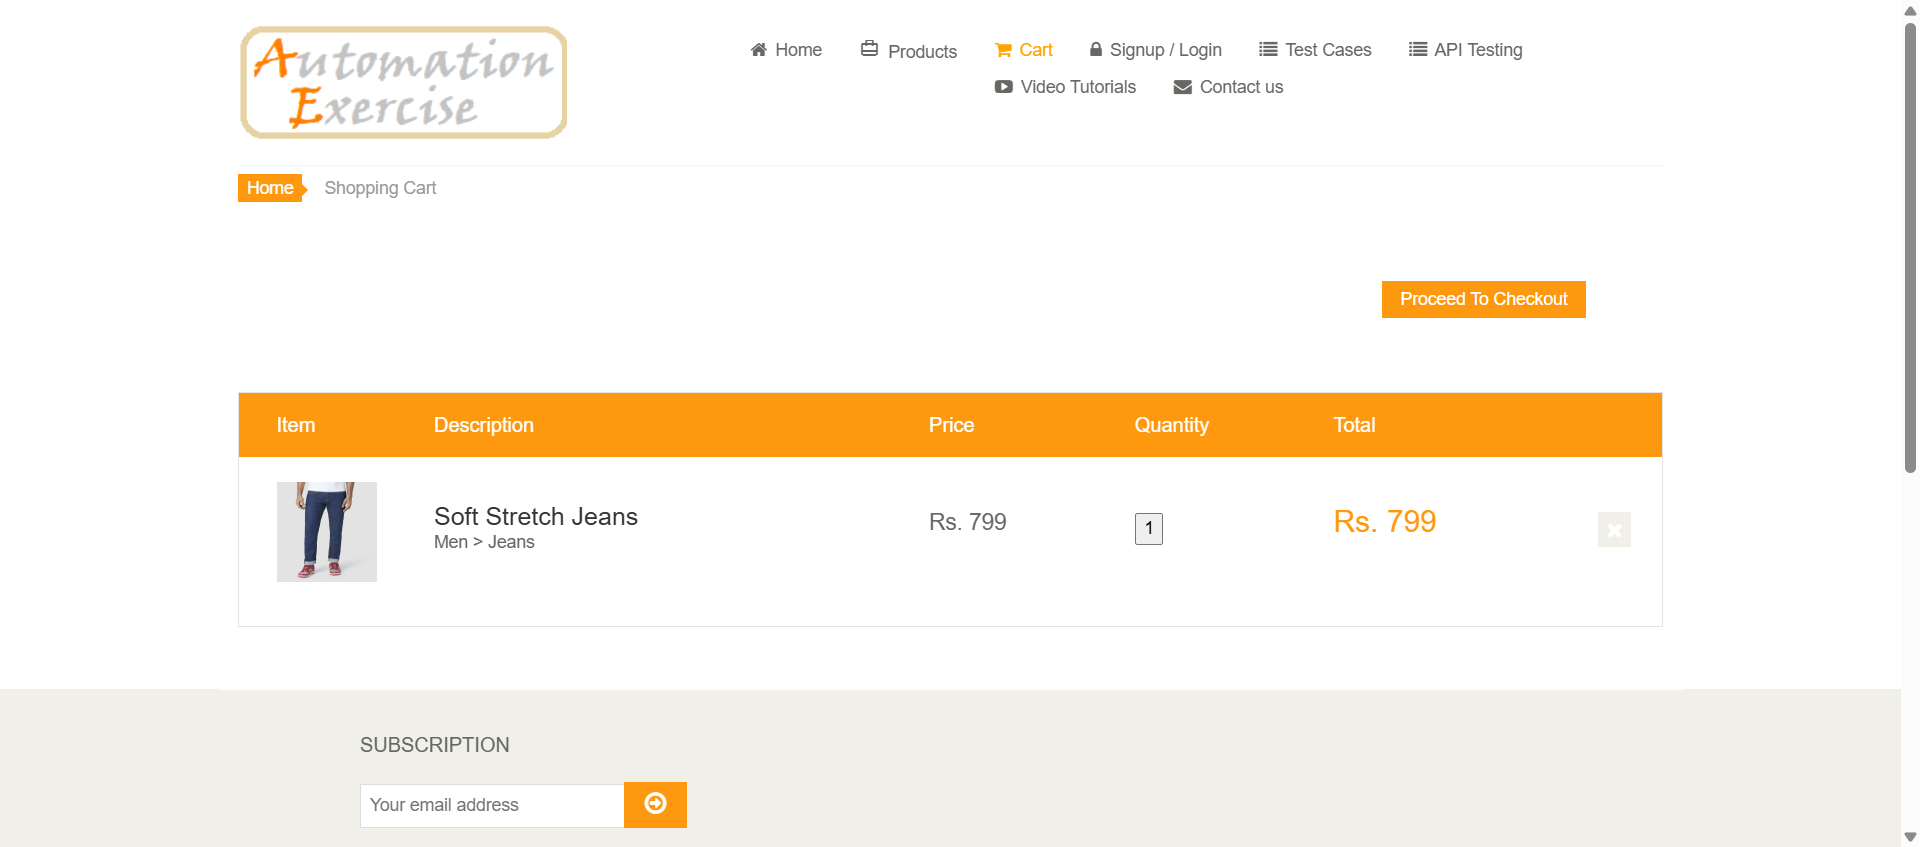 Automation
Exercise
Home
Products
Cart
Signup / Login
Test Cases
API Testing
Video Tutorials
Contact us
Home
Shopping Cart
Proceed To Checkout
Item Description Price Quantity Total
Soft Stretch Jeans
Men > Jeans
Rs. 799
1
Rs. 799
SUBSCRIPTION
Your email address